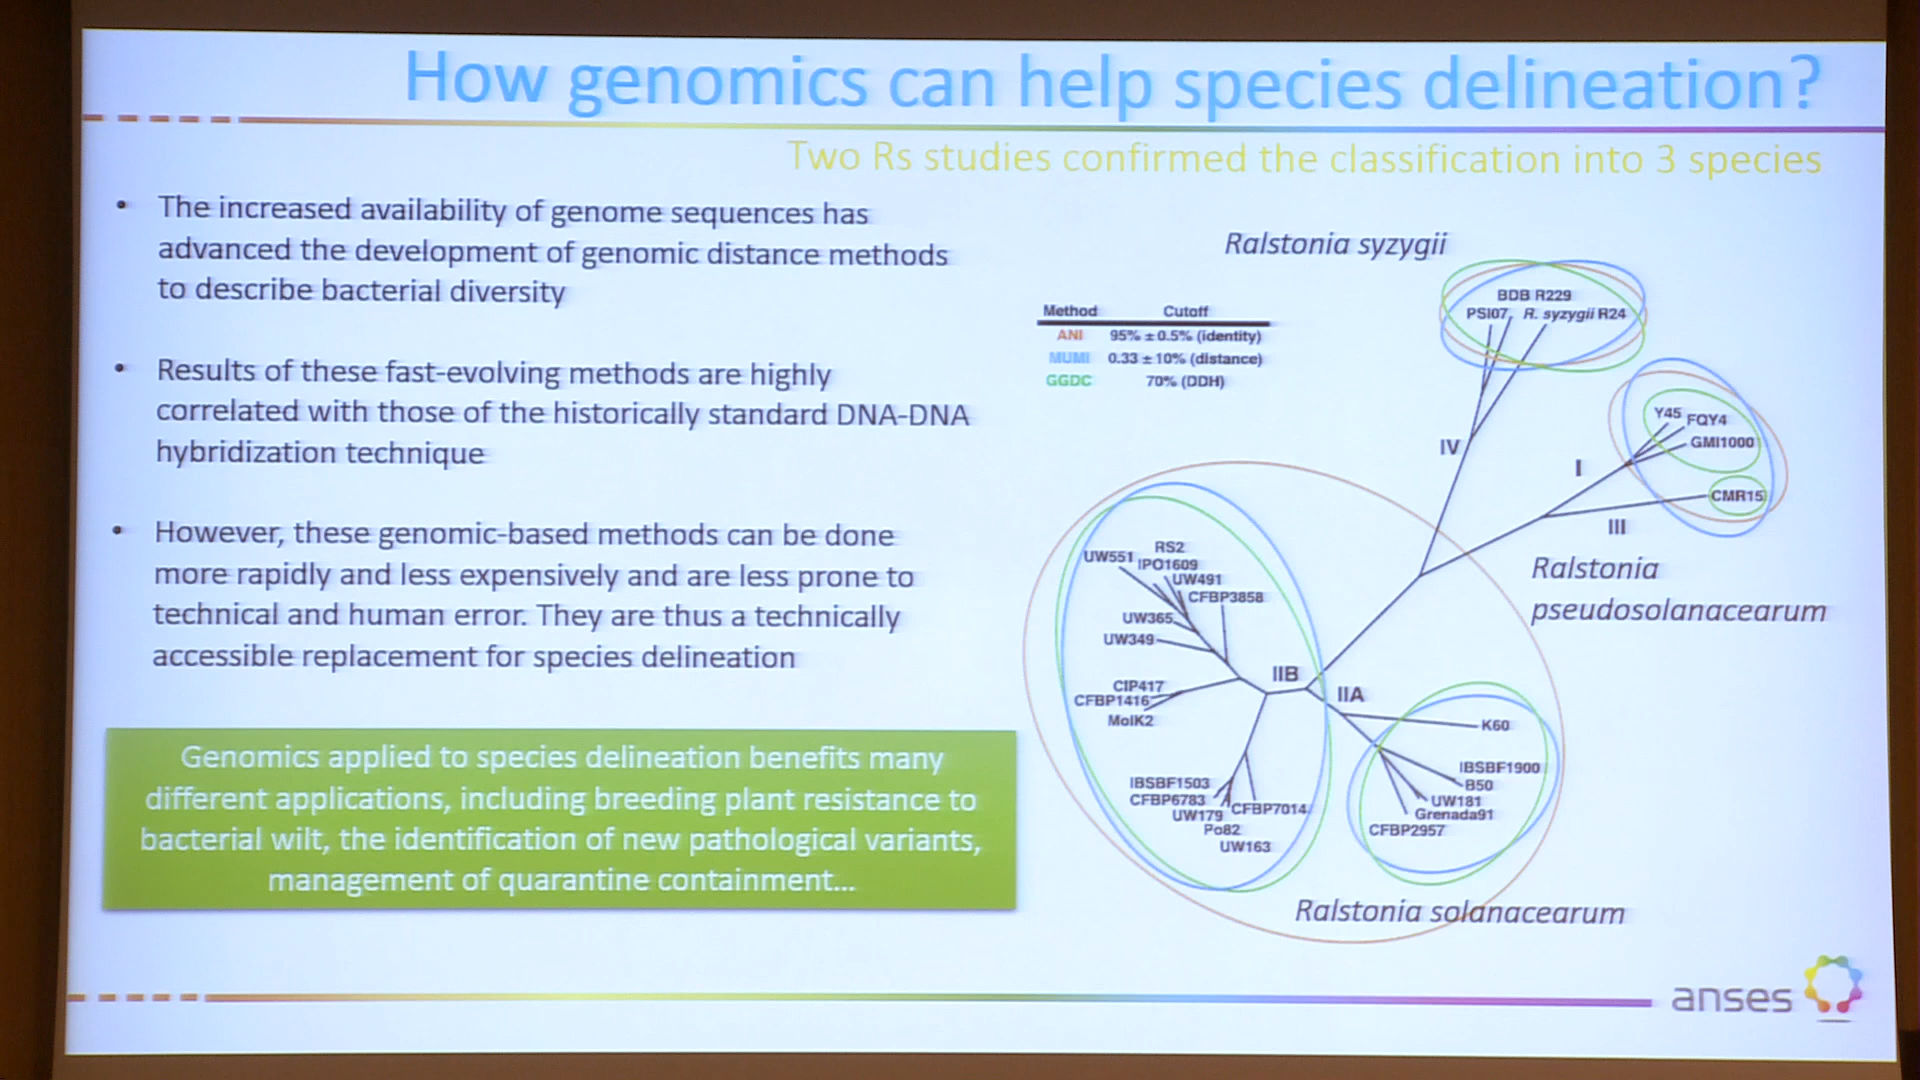 How genomics can help species delineation?
Two Rs studies confirmed the classification into 3 species
• The increased availability of genome sequences has
advanced the development of genomic distance methods
to describe bacterial diversity
• Results of these fast-evolving methods are highly
correlated with those of the historically standard DNA-DNA
hybridization technique
• However, these genomic-based methods can be done
more rapidly and less expensively and are less prone to
technical and human error. They are thus a technically
accessible replacement for species delineation
Genomics applied to species delineation benefits many
different applications, including breeding plant resistance to
bacterial wilt, the identification of new pathological variants,
management of quarantine containment...
Ralstonia syzygii
Method Cutoff
ANI 95% ± 0.5% (identity)
MUMI 0.33 ± 10% (distance)
GGDC 70% (DDH)
BDB R229
PSI07 R. syzygii R24
IV
Y45 FQY4
GMI1000
I
CMR15
III
Ralstonia
pseudosolanacearum
RS2
UW551 IPO1609
UW491
CFBP3858
UW365
UW349
IIB
CIP417
CFBP1416
MolK2
IIA
K60
IBSBF1503
CFBP6783 CFBP7014
UW179
Po82
UW163
IBSBF1900
B50
UW181
Grenada91
CFBP2957
Ralstonia solanacearum
anses